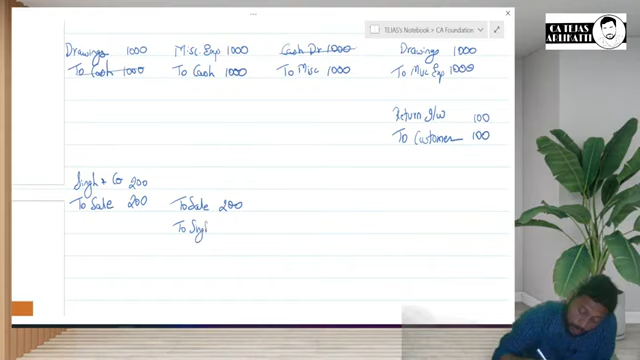 TEJAS's Notebook > CA Foundation
CA TEJAS
ARLIKATTI
Drawings 1000
To Cash 1000
Misc. Exp 1000
To Cash 1000
Cash Dr 1000
To Misc 1000
Drawings 1000
To Misc Exp 1000
Return I/W 100
To Customer 100
Singh & Co 200
To Sale 200
To Sale 200
To Singh